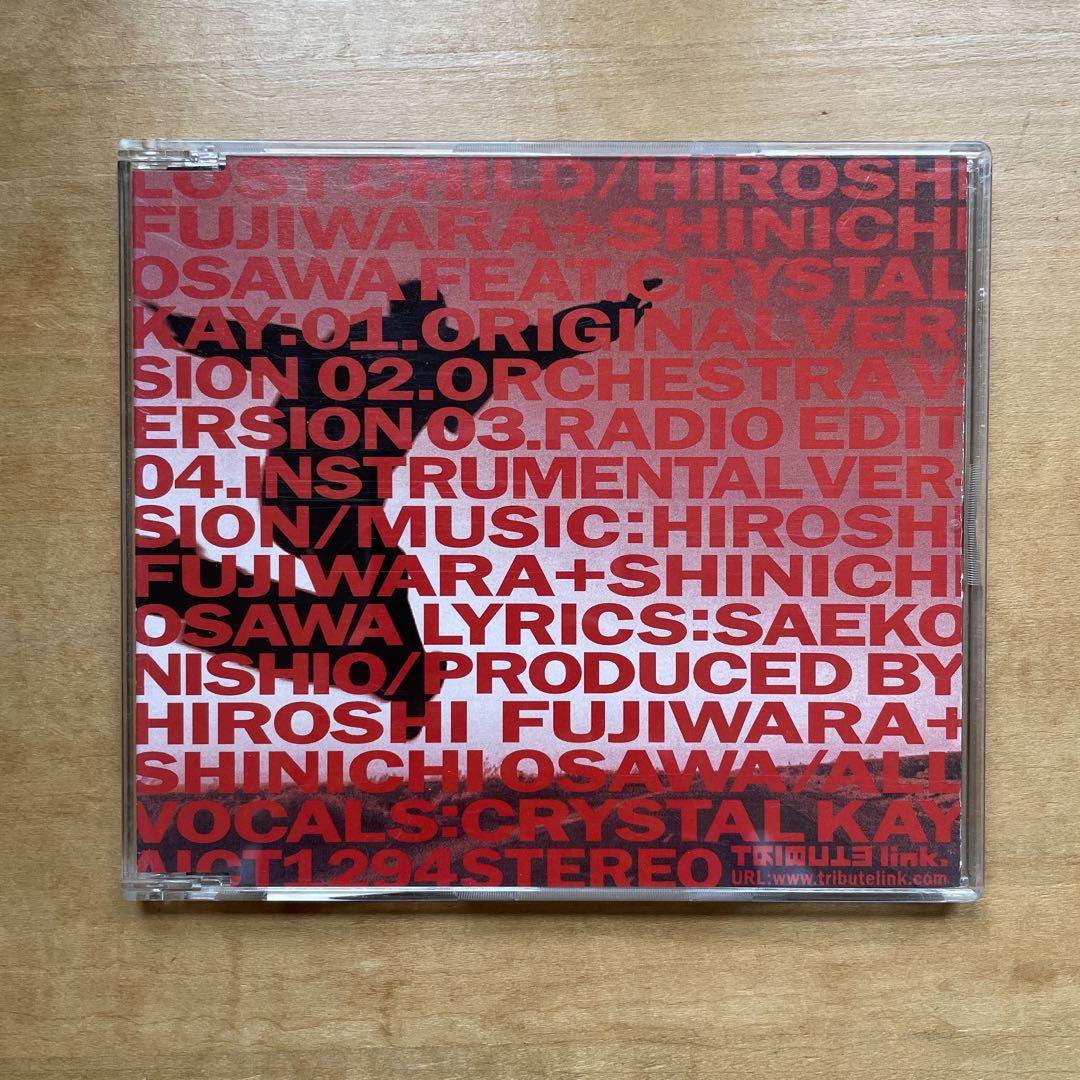 LOST CHILD/HIROSHI
FUJIWARA+SHINICHI
OSAWA FEAT.CRYSTAL
KAY:01.ORIGINAL VER-
SION 02.ORCHESTRA V-
ERSION 03.RADIO EDIT
04.INSTRUMENTAL VER-
SION/MUSIC:HIROSHI
FUJIWARA+SHINICHI
OSAWA LYRICS:SAEKO
NISHIO/PRODUCED BY
HIROSHI FUJIWARA+
SHINICHI OSAWA/ALL
VOCALS:CRYSTAL KAY
AICT1294 STEREO
TRIBUTE link.
URL:www.tributelink.com